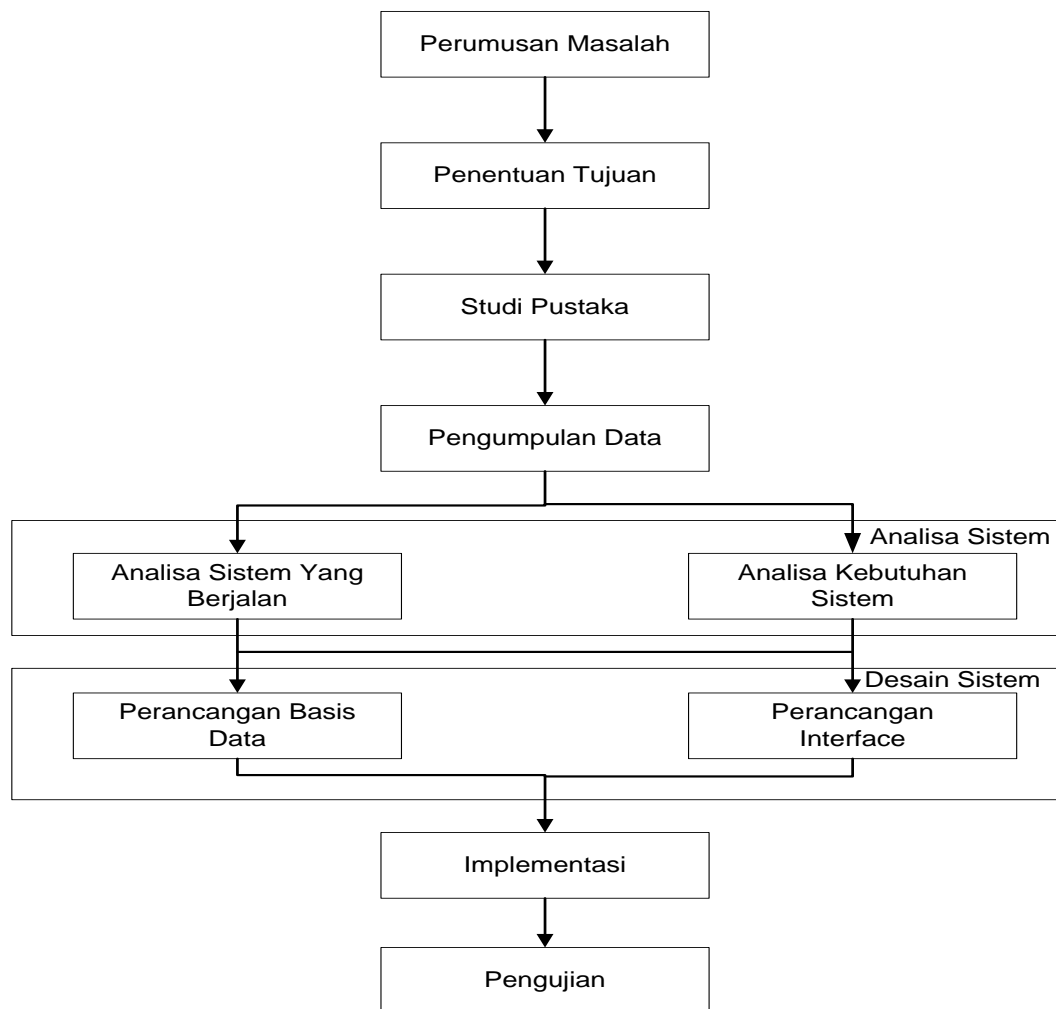 Perumusan Masalah
Penentuan Tujuan
Studi Pustaka
Pengumpulan Data
Analisa Sistem
Analisa Sistem Yang
Berjalan
Analisa Kebutuhan
Sistem
Desain Sistem
Perancangan Basis
Data
Perancangan
Interface
Implementasi
Pengujian